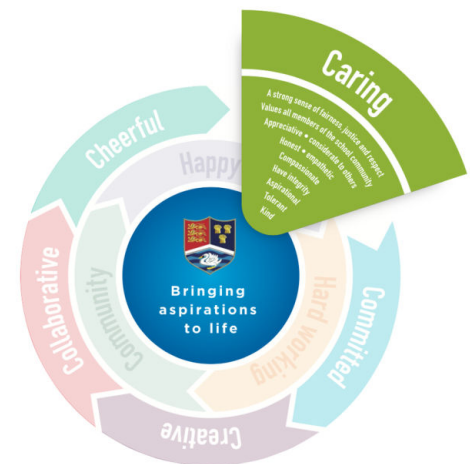 Caring
A strong sense of fairness, justice and respect
Values all members of the school community
Appreciative • considerate to others
Honest • empathetic
Compassionate
Have integrity
Aspirational
Tolerant
Kind
Cheerful
Happy
Collaborative
Community
Hard working
Committed
Creative
Bringing
aspirations
to life